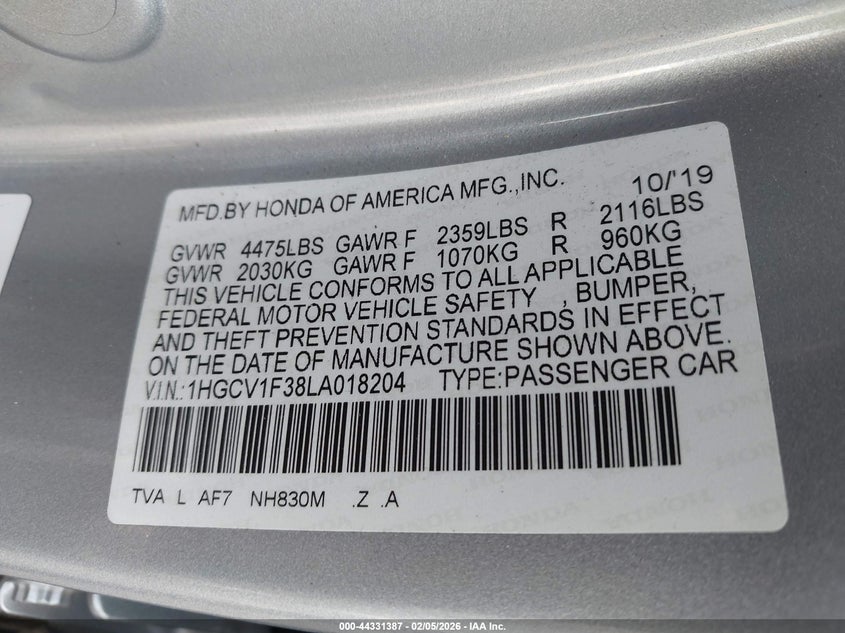 MFD.BY HONDA OF AMERICA MFG.,INC. 10/'19
GVWR 4475LBS GAWR F 2359LBS R 2116LBS
GVWR 2030KG GAWR F 1070KG R 960KG
THIS VEHICLE CONFORMS TO ALL APPLICABLE
FEDERAL MOTOR VEHICLE SAFETY , BUMPER,
AND THEFT PREVENTION STANDARDS IN EFFECT
ON THE DATE OF MANUFACTURE SHOWN ABOVE.
V.I.N.:1HGCV1F38LA018204 TYPE:PASSENGER CAR
TVA L AF7 NH830M .Z .A
000-44331387 - 02/05/2026 - IAA Inc.